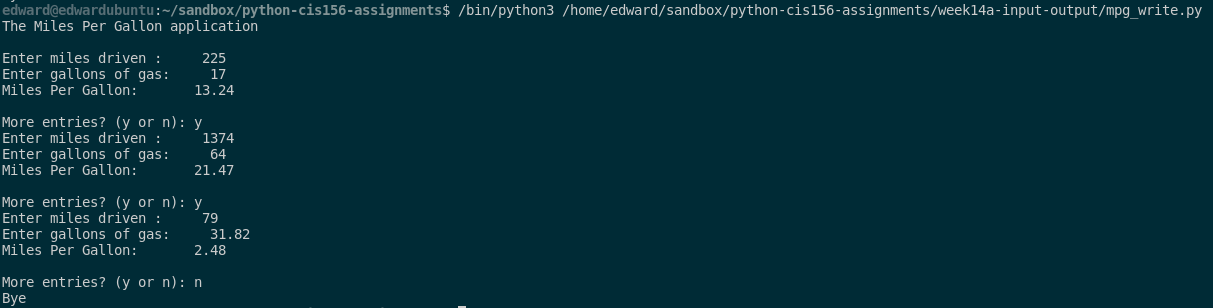 edward@edwardubuntu:~/sandbox/python-cis156-assignments$ /bin/python3 /home/edward/sandbox/python-cis156-assignments/week14a-input-output/mpg_write.py
The Miles Per Gallon application
Enter miles driven :     225
Enter gallons of gas:     17
Miles Per Gallon:       13.24
More entries? (y or n): y
Enter miles driven :     1374
Enter gallons of gas:     64
Miles Per Gallon:       21.47
More entries? (y or n): y
Enter miles driven :     79
Enter gallons of gas:     31.82
Miles Per Gallon:       2.48
More entries? (y or n): n
Bye